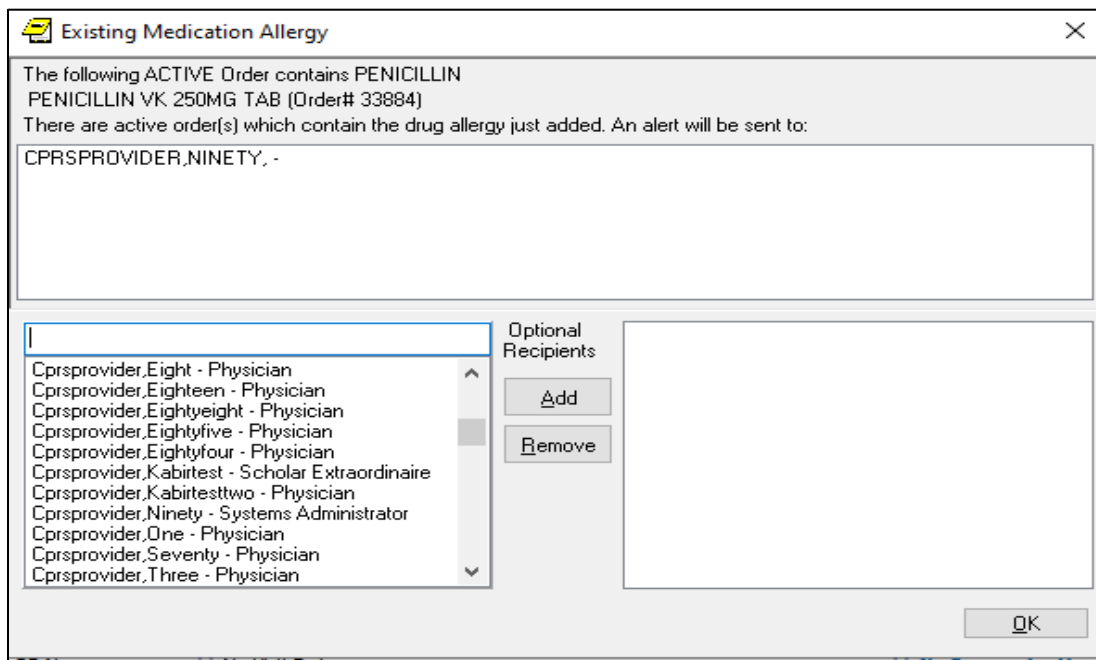 Existing Medication Allergy
The following ACTIVE Order contains PENICILLIN
PENICILLIN VK 250MG TAB (Order# 33884)
There are active order(s) which contain the drug allergy just added. An alert will be sent to:
CPRSPROVIDER,NINETY, -
Optional
Recipients
Cprsprovider,Eight - Physician
Cprsprovider,Eighteen - Physician
Cprsprovider,Eightyeight - Physician
Cprsprovider,Eightyfive - Physician
Cprsprovider,Eightyfour - Physician
Cprsprovider,Kabirtest - Scholar Extraordinaire
Cprsprovider,Kabirtesttwo - Physician
Cprsprovider,Ninety - Systems Administrator
Cprsprovider,One - Physician
Cprsprovider,Seventy - Physician
Cprsprovider,Three - Physician
Add
Remove
OK